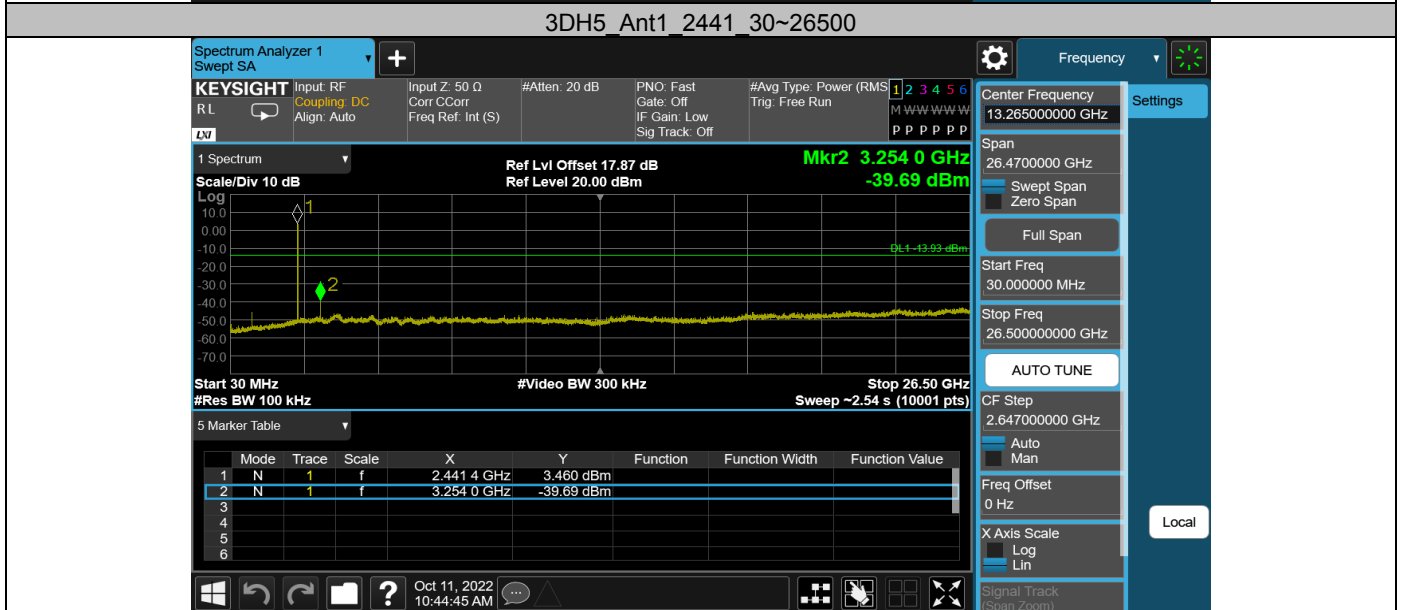 3DH5_Ant1_2441_30~26500
Spectrum Analyzer 1
Swept SA
+
Frequency
KEYSIGHT
RL
LXI
Input: RF
Coupling: DC
Align: Auto
Input Z: 50 Ω
Corr CCorr
Freq Ref: Int (S)
#Atten: 20 dB
PNO: Fast
Gate: Off
IF Gain: Low
Sig Track: Off
#Avg Type: Power (RMS
Trig: Free Run
1 2 3 4 5 6
M W W W W W
P P P P P P
1 Spectrum
Scale/Div 10 dB
Ref Lvl Offset 17.87 dB
Ref Level 20.00 dBm
Mkr2 3.254 0 GHz
-39.69 dBm
Log
10.0
0.00
-10.0
-20.0
-30.0
-40.0
-50.0
-60.0
-70.0
1
2
DL1 -13.93 dBm
Start 30 MHz
#Video BW 300 kHz
Stop 26.50 GHz
#Res BW 100 kHz
Sweep ~2.54 s (10001 pts)
5 Marker Table
Mode Trace Scale X Y Function Function Width Function Value
1 N 1 f 2.441 4 GHz 3.460 dBm
2 N 1 f 3.254 0 GHz -39.69 dBm
3
4
5
6
Center Frequency
13.265000000 GHz
Settings
Span
26.4700000 GHz
Swept Span
Zero Span
Full Span
Start Freq
30.000000 MHz
Stop Freq
26.500000000 GHz
AUTO TUNE
CF Step
2.647000000 GHz
Auto
Man
Freq Offset
0 Hz
X Axis Scale
Log
Lin
Local
Signal Track
(Span Zoom)
?
Oct 11, 2022
10:44:45 AM